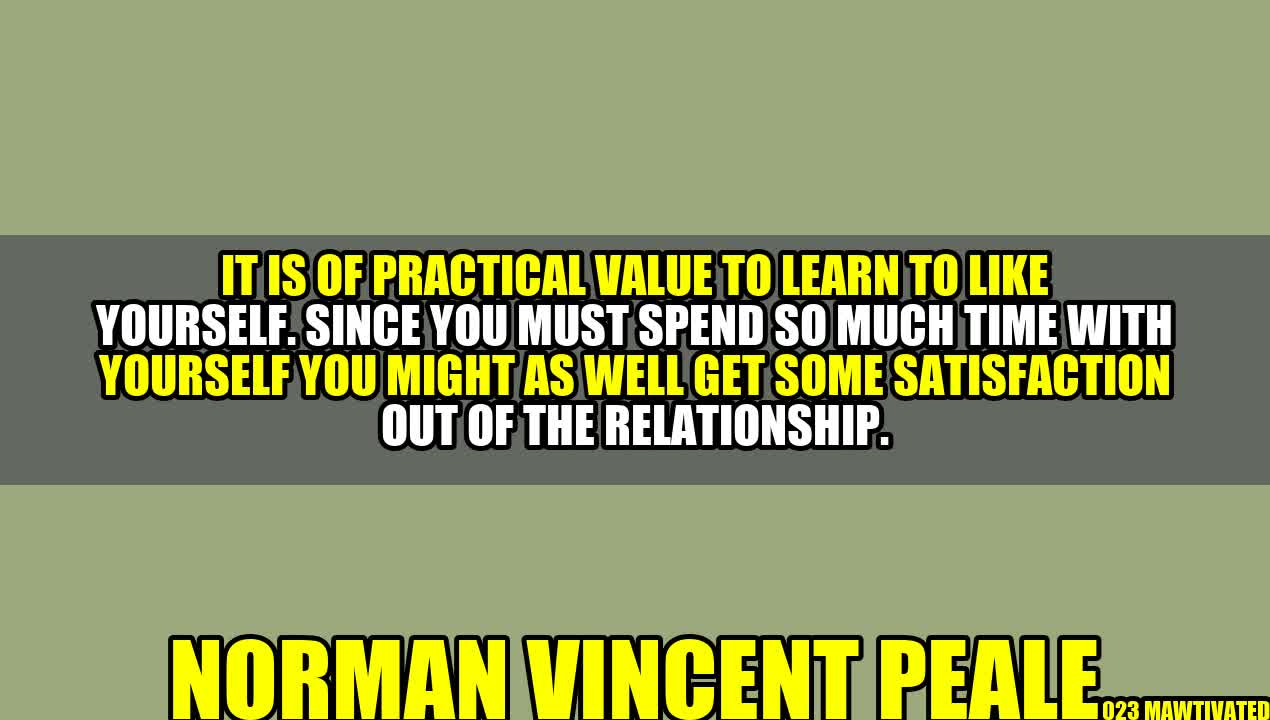 IT IS OF PRACTICAL VALUE TO LEARN TO LIKE
YOURSELF. SINCE YOU MUST SPEND SO MUCH TIME WITH
YOURSELF YOU MIGHT AS WELL GET SOME SATISFACTION
OUT OF THE RELATIONSHIP.
NORMAN VINCENT PEALE
023 MAWTIVATED